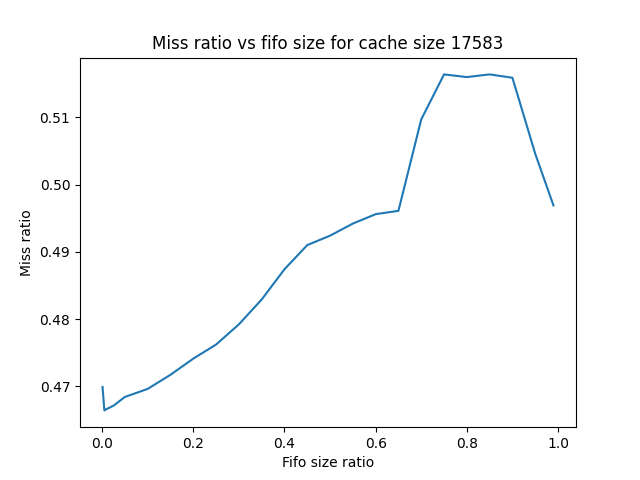 Miss ratio vs fifo size for cache size 17583
Miss ratio
0.51
0.50
0.49
0.48
0.47
0.0 0.2 0.4 0.6 0.8 1.0
Fifo size ratio